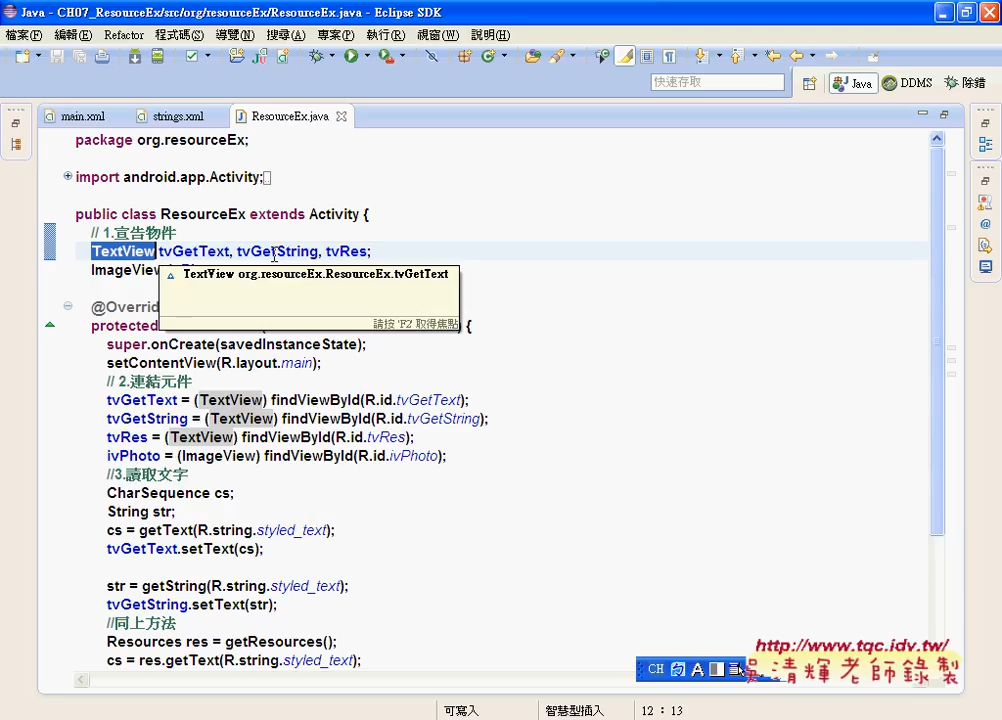 Java - CH07_ResourceEx/src/org/resourceEx/ResourceEx.java - Eclipse SDK
檔案(F) 編輯(E) Refactor 程式碼(S) 導覽(N) 搜尋(A) 專案(P) 執行(R) 視窗(W) 說明(H)
快速存取 Java DDMS 除錯
main.xml strings.xml ResourceEx.java
package org.resourceEx;
import android.app.Activity;
public class ResourceEx extends Activity {
// 1.宣告物件
TextView tvGetText, tvGetString, tvRes;
ImageView
TextView org.resourceEx.ResourceEx.tvGetText
@Overrid
請按 'F2' 取得焦點
protected { 
super.onCreate(savedInstanceState);
setContentView(R.layout.main);
// 2.連結元件
tvGetText = (TextView) findViewById(R.id.tvGetText);
tvGetString = (TextView) findViewById(R.id.tvGetString);
tvRes = (TextView) findViewById(R.id.tvRes);
ivPhoto = (ImageView) findViewById(R.id.ivPhoto);
//3.讀取文字
CharSequence cs;
String str;
cs = getText(R.string.styled_text);
tvGetText.setText(cs);
str = getString(R.string.styled_text);
tvGetString.setText(str);
//同上方法
Resources res = getResources();
cs = res.getText(R.string.styled_text);
http://www.tqc.idv.tw/
CH
吳清輝老師錄製
可寫入 智慧型插入 12 : 13